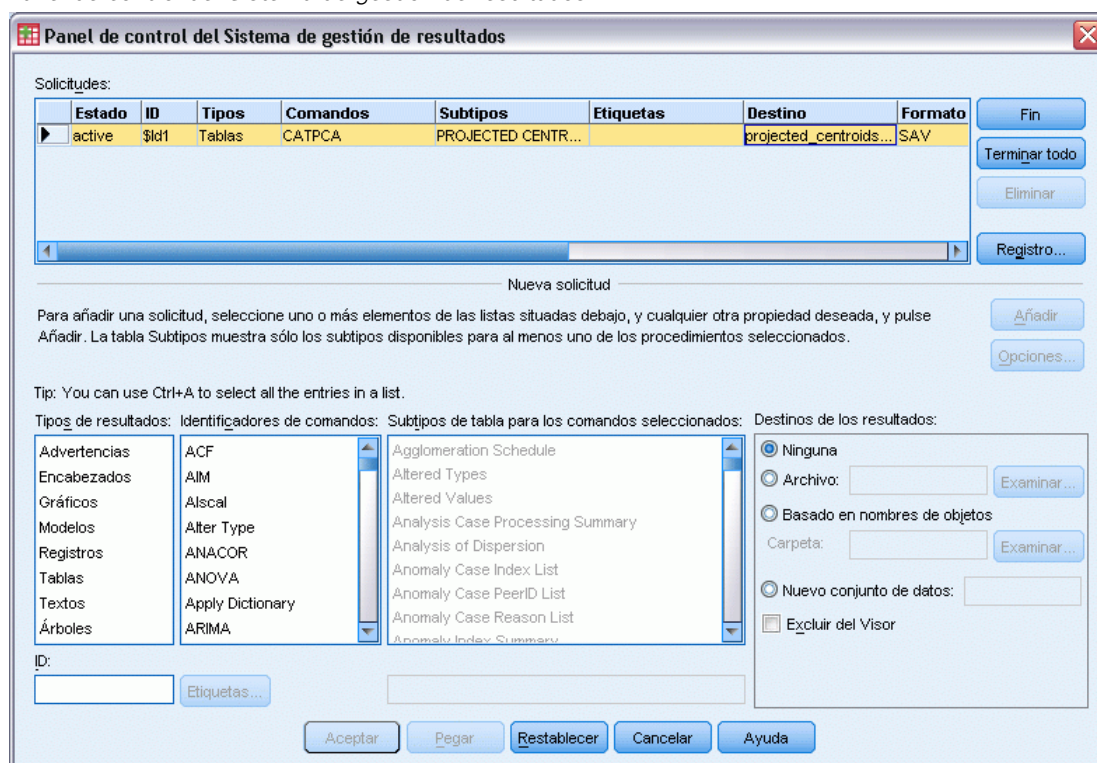 Panel de control del Sistema de gestión de resultados
Solicitudes:
Estado ID Tipos Comandos Subtipos Etiquetas Destino Formato
active $Id1 Tablas CATPCA PROJECTED CENTR... projected_centroids... SAV
Fin
Terminar todo
Eliminar
Registro...
Nueva solicitud
Para añadir una solicitud, seleccione uno o más elementos de las listas situadas debajo, y cualquier otra propiedad deseada, y pulse
Añadir. La tabla Subtipos muestra sólo los subtipos disponibles para al menos uno de los procedimientos seleccionados.
Añadir
Opciones...
Tip: You can use Ctrl+A to select all the entries in a list.
Tipos de resultados:
Advertencias
Encabezados
Gráficos
Modelos
Registros
Tablas
Textos
Árboles
Identificadores de comandos:
ACF
AIM
Alscal
Alter Type
ANACOR
ANOVA
Apply Dictionary
ARIMA
Subtipos de tabla para los comandos seleccionados:
Agglomeration Schedule
Altered Types
Altered Values
Analysis Case Processing Summary
Analysis of Dispersion
Anomaly Case Index List
Anomaly Case PeerID List
Anomaly Case Reason List
Anomaly Index Summary
Destinos de los resultados:
Ninguna
Archivo: Examinar...
Basado en nombres de objetos
Carpeta: Examinar...
Nuevo conjunto de datos:
Excluir del Visor
ID:
Etiquetas...
Aceptar Pegar Restablecer Cancelar Ayuda